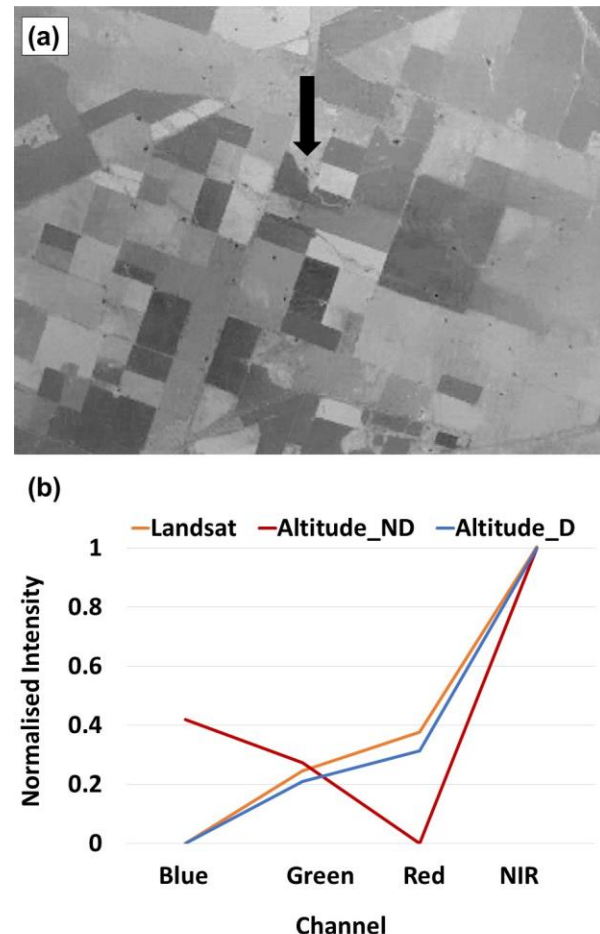 (a)
(b)
Landsat Altitude_ND Altitude_D
1
0.8
0.6
0.4
0.2
0
Normalised Intensity
Blue Green Red NIR
Channel